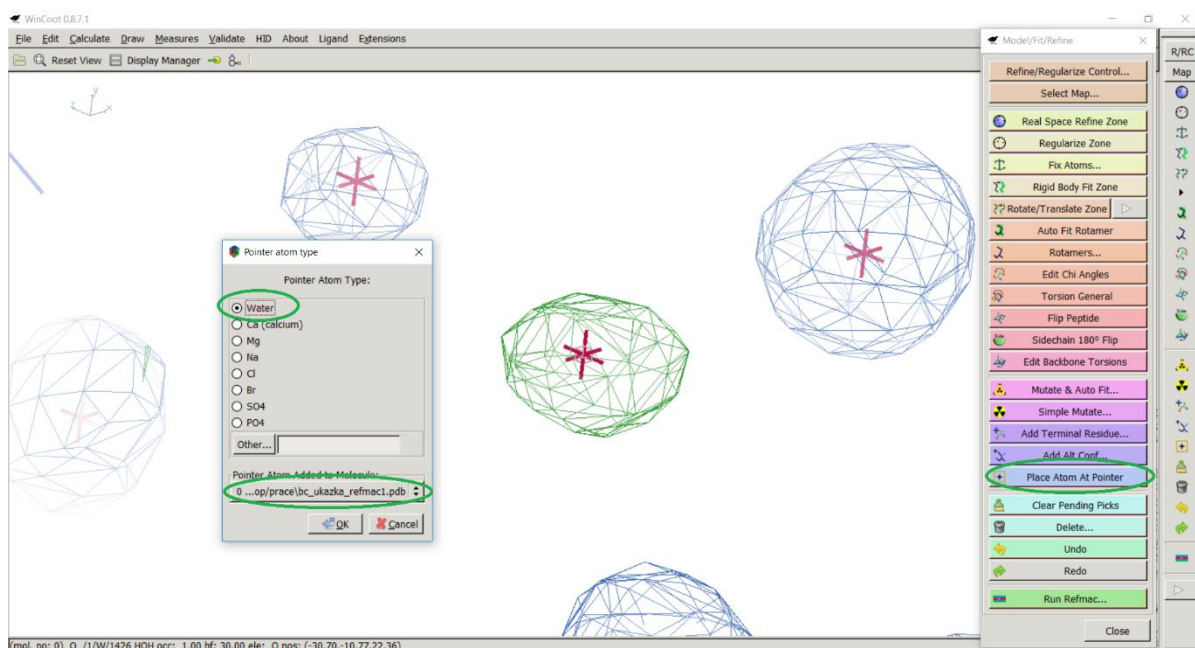 WinCoot 0.8.7.1
File Edit Calculate Draw Measures Validate HID About Ligand Extensions
Reset View Display Manager
y
z x
Pointer atom type
Pointer Atom Type:
Water
Ca (calcium)
Mg
Na
Cl
Br
SO4
PO4
Other...
Pointer Atom Added to Molecule:
0 ...op/prace\bc_ukazka_refmac1.pdb
OK Cancel
Model/Fit/Refine
Refine/Regularize Control...
Select Map...
Real Space Refine Zone
Regularize Zone
Fix Atoms...
Rigid Body Fit Zone
Rotate/Translate Zone
Auto Fit Rotamer
Rotamers...
Edit Chi Angles
Torsion General
Flip Peptide
Sidechain 180° Flip
Edit Backbone Torsions
Mutate & Auto Fit...
Simple Mutate...
Add Terminal Residue...
Add Alt Conf...
Place Atom At Pointer
Clear Pending Picks
Delete...
Undo
Redo
Run Refmac...
Close
R/RC
Map
(mol. no: 0) O /1/W/1426 HOH occ: 1.00 bf: 30.00 ele: O pos: (-30.70,-10.77,22.36)